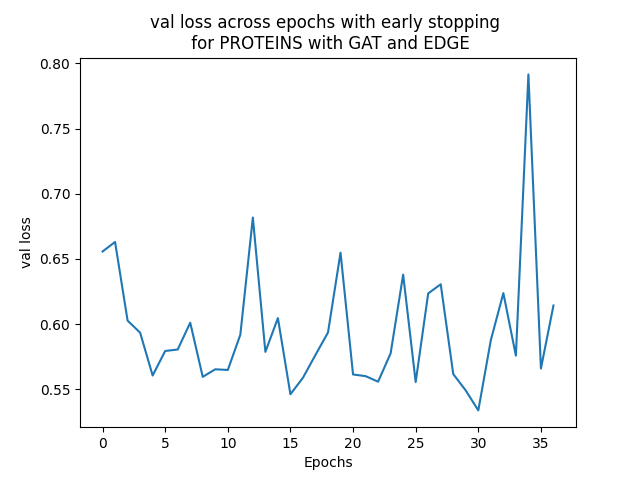 val loss across epochs with early stopping
for PROTEINS with GAT and EDGE
0.80
0.75
0.70
0.65
0.60
0.55
val loss
0 5 10 15 20 25 30 35
Epochs